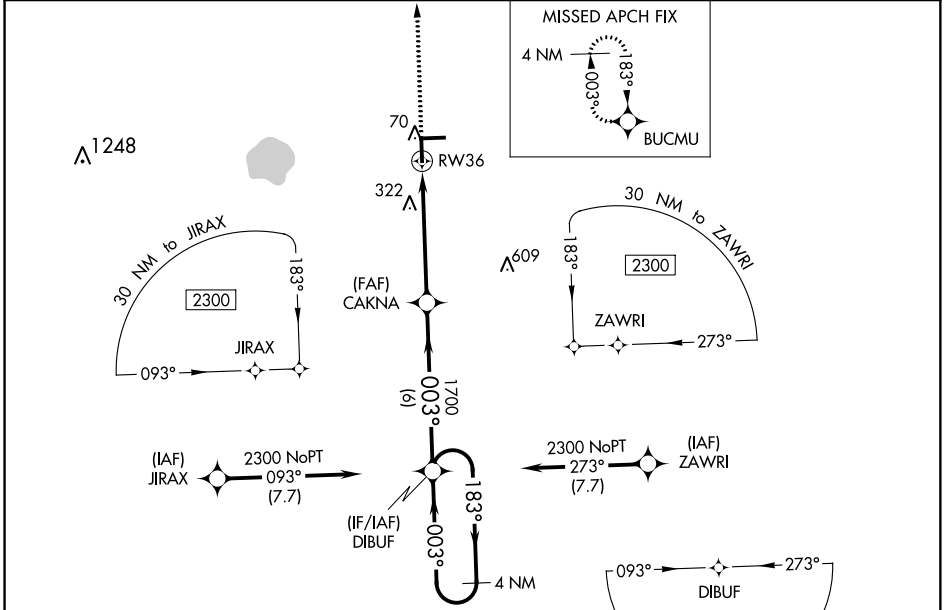 MISSED APCH FIX
4 NM
183°
003°
BUCMU
1248
70
RW36
322
30 NM to JIRAX
183°
2300
JIRAX
093°
609
30 NM to ZAWRI
183°
2300
ZAWRI
273°
(FAF)
CAKNA
1700
003°
(6)
(IAF)
JIRAX
2300 NoPT
093°
(7.7)
2300 NoPT
273°
(7.7)
(IAF)
ZAWRI
(IF/IAF)
DIBUF
183°
003°
4 NM
093°
273°
DIBUF